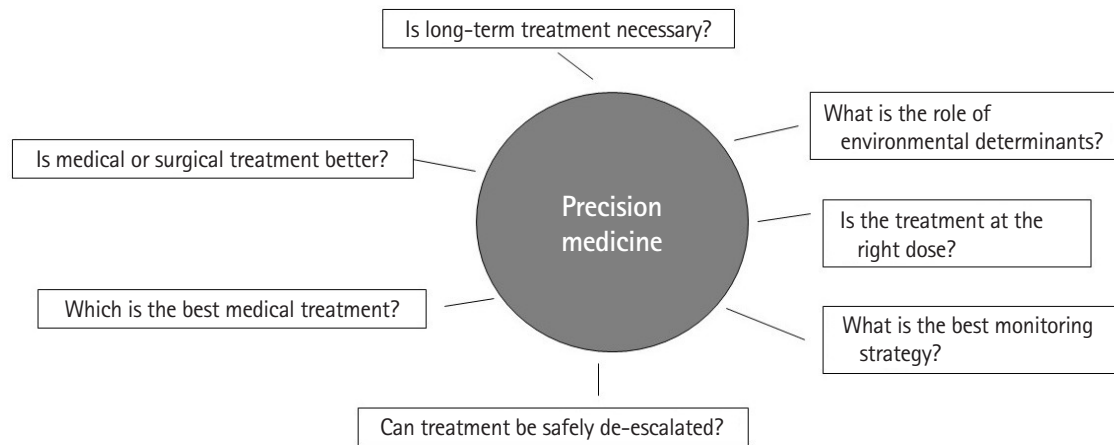 Is long-term treatment necessary?
What is the role of
environmental determinants?
Is medical or surgical treatment better?
Precision
medicine
Is the treatment at the
right dose?
Which is the best medical treatment?
What is the best monitoring
strategy?
Can treatment be safely de-escalated?